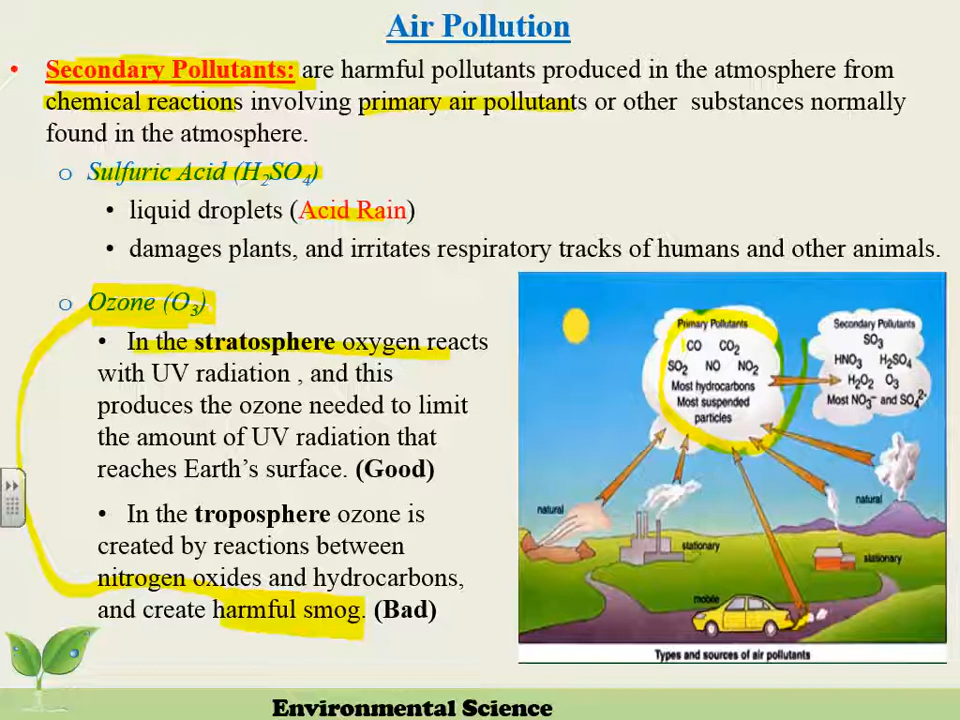 Air Pollution
• Secondary Pollutants: are harmful pollutants produced in the atmosphere from
chemical reactions involving primary air pollutants or other substances normally
found in the atmosphere.
o Sulfuric Acid (H₂SO₄)
• liquid droplets (Acid Rain)
• damages plants, and irritates respiratory tracks of humans and other animals.
o Ozone (O₃)
• In the stratosphere oxygen reacts
with UV radiation , and this
produces the ozone needed to limit
the amount of UV radiation that
reaches Earth's surface. (Good)
• In the troposphere ozone is
created by reactions between
nitrogen oxides and hydrocarbons,
and create harmful smog. (Bad)
Primary Pollutants
CO CO₂
SO₂ NO NO₂
Most hydrocarbons
Most suspended
particles
Secondary Pollutants
SO₃
HNO₃ H₂SO₄
H₂O₂ O₃
Most NO₃⁻ and SO₄²⁻
natural
stationary
mobile
natural
stationary
Types and sources of air pollutants
Environmental Science